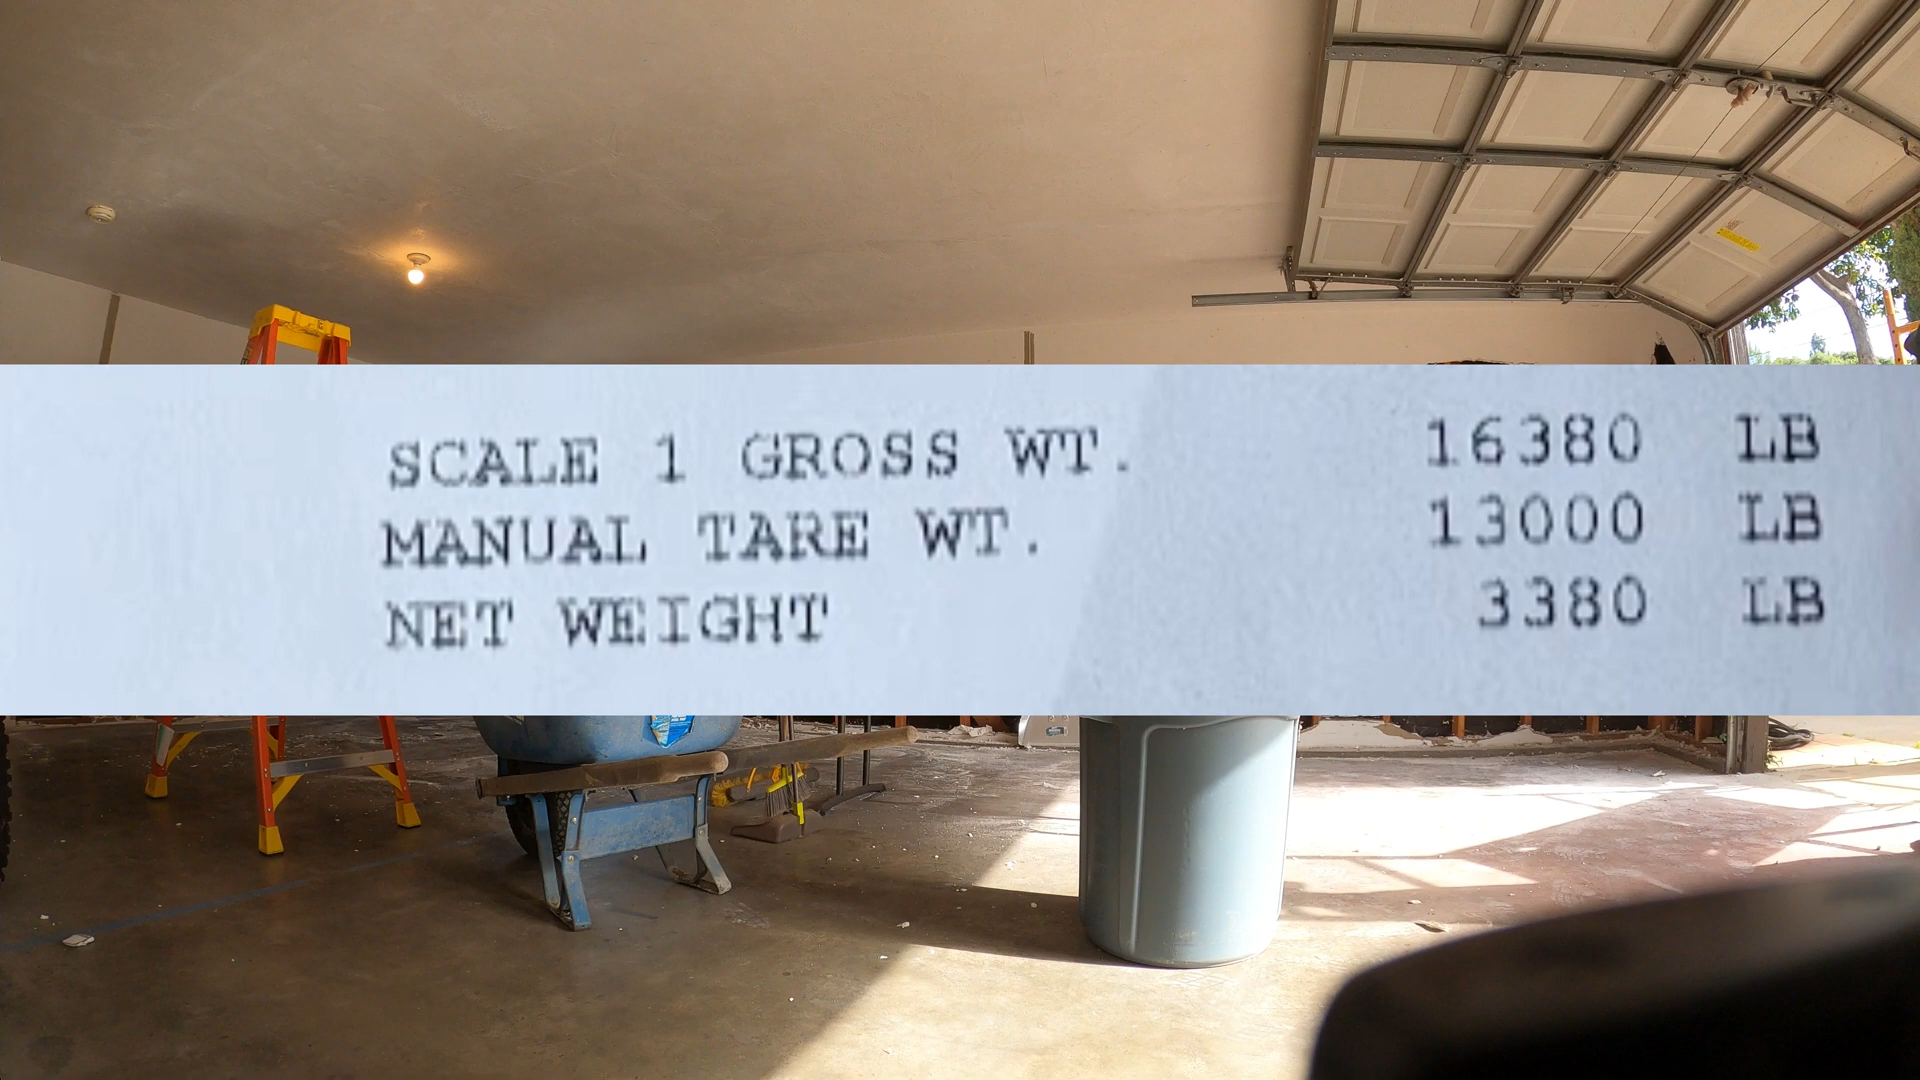 SCALE 1 GROSS WT. 16380 LB
MANUAL TARE WT. 13000 LB
NET WEIGHT 3380 LB